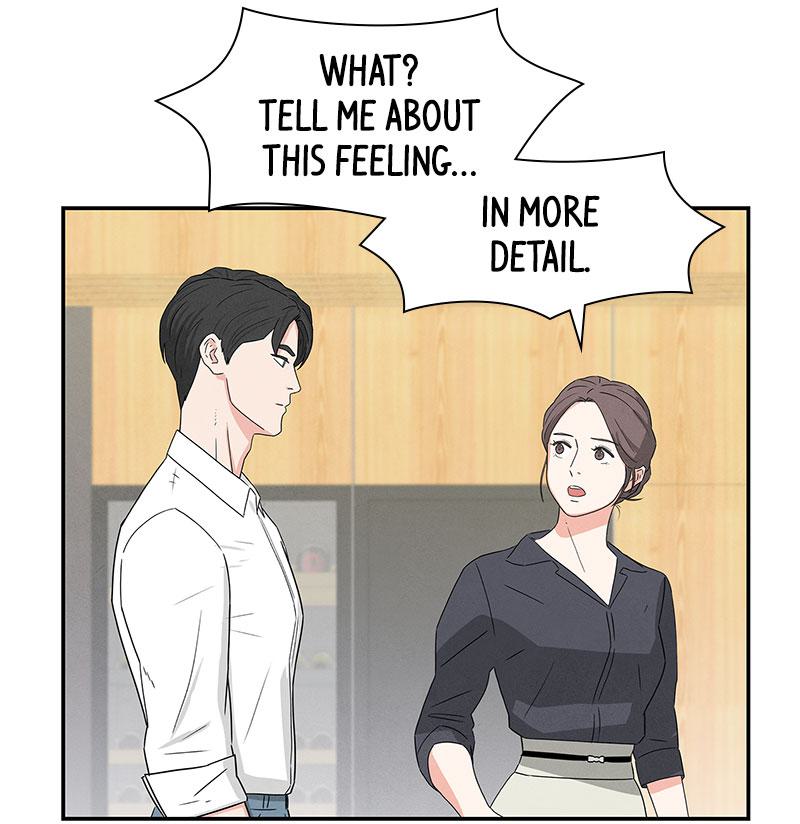 WHAT?
TELL ME ABOUT
THIS FEELING...
IN MORE
DETAIL.